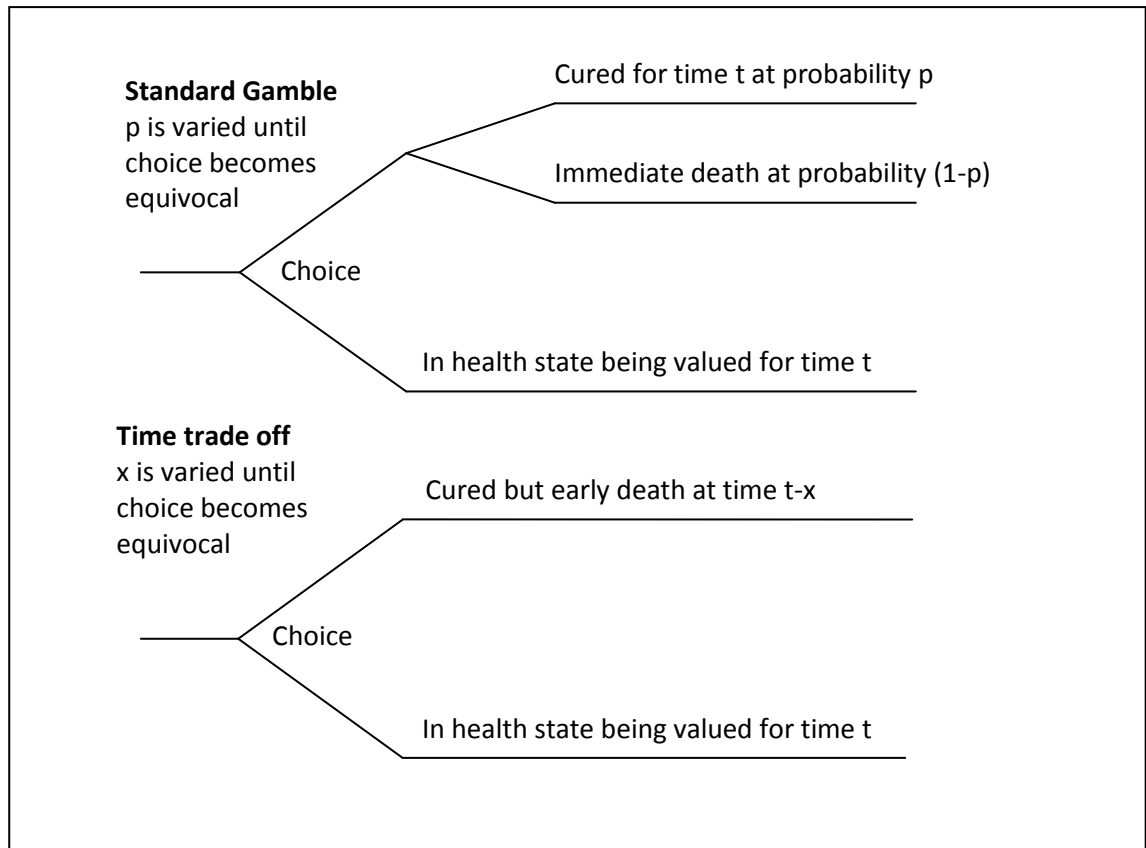 Cured for time t at probability p
Standard Gamble
p is varied until
choice becomes
equivocal
Immediate death at probability (1-p)
Choice
In health state being valued for time t
Time trade off
x is varied until
choice becomes
equivocal
Cured but early death at time t-x
Choice
In health state being valued for time t